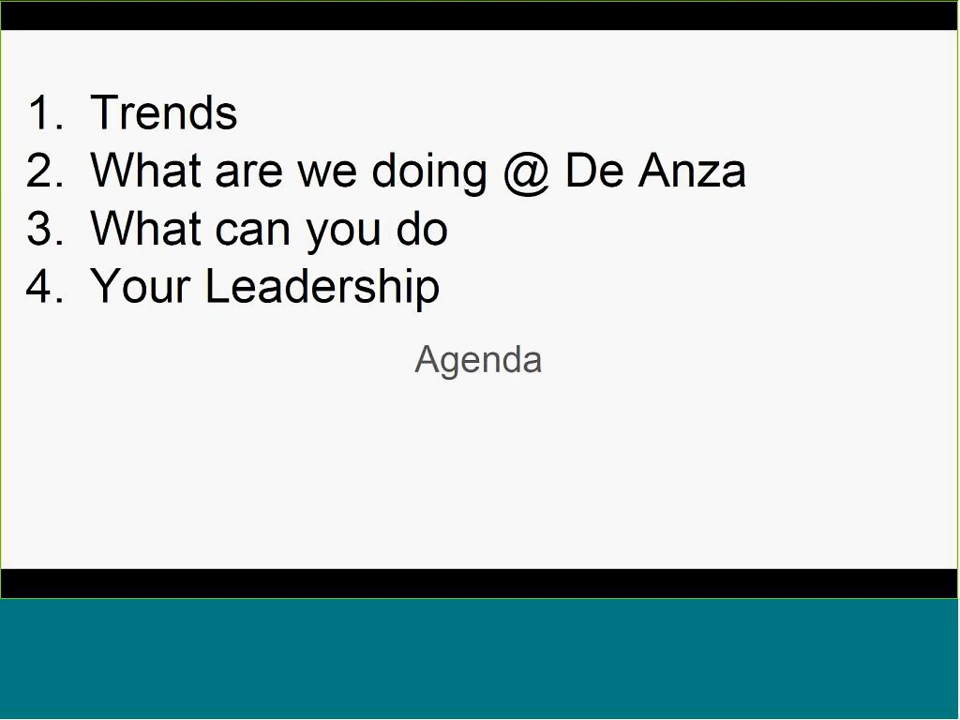 1. Trends
2. What are we doing @ De Anza
3. What can you do
4. Your Leadership
Agenda